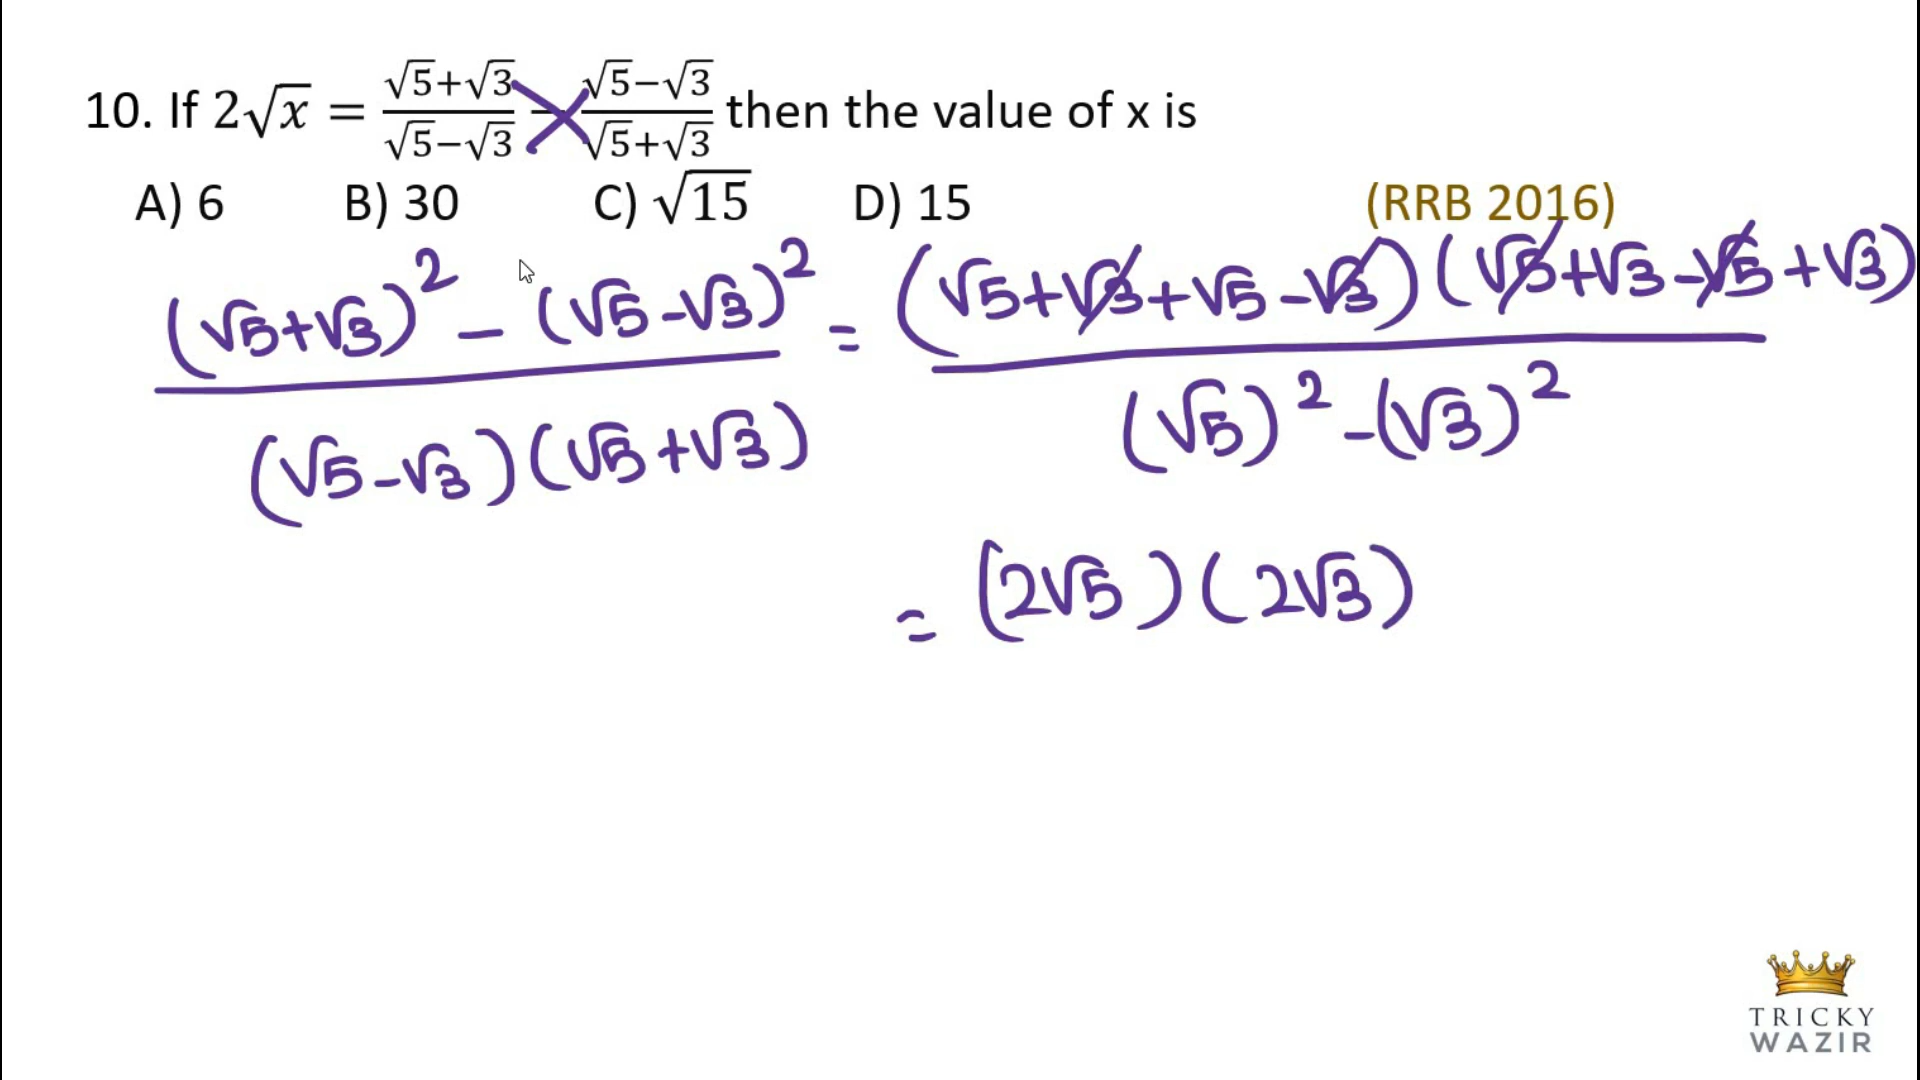 10. If 2√x = (√5+√3)/(√5−√3) − (√5−√3)/(√5+√3) then the value of x is
A) 6 B) 30 C) √15 D) 15 (RRB 2016)
((√5+√3)² − (√5−√3)²)/((√5−√3)(√5+√3)) = ((√5+√3+√5−√3)(√5+√3−√5+√3))/((√5)²−(√3)²)
= (2√5)(2√3)
TRICKY
WAZIR